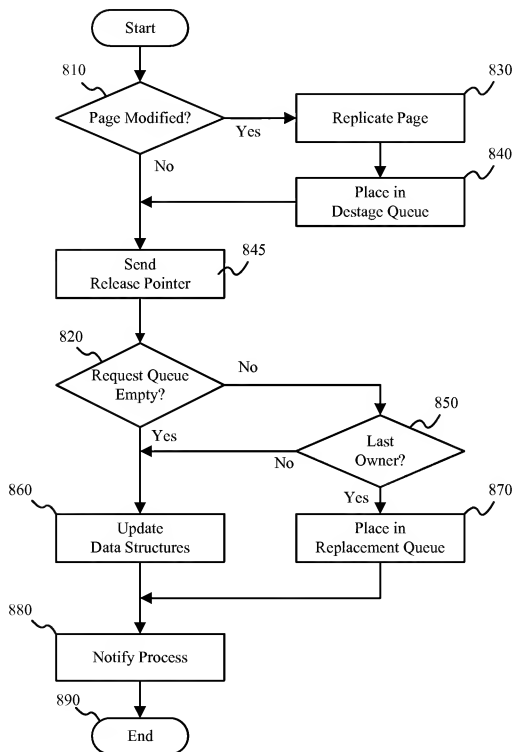 Start
810
830
Page Modified?
Yes
Replicate Page
No
840
Place in
Destage Queue
Send
Release Pointer
845
820
No
Request Queue
Empty?
850
Yes
Last
Owner?
No
860
Yes
870
Update
Data Structures
Place in
Replacement Queue
880
Notify Process
890
End